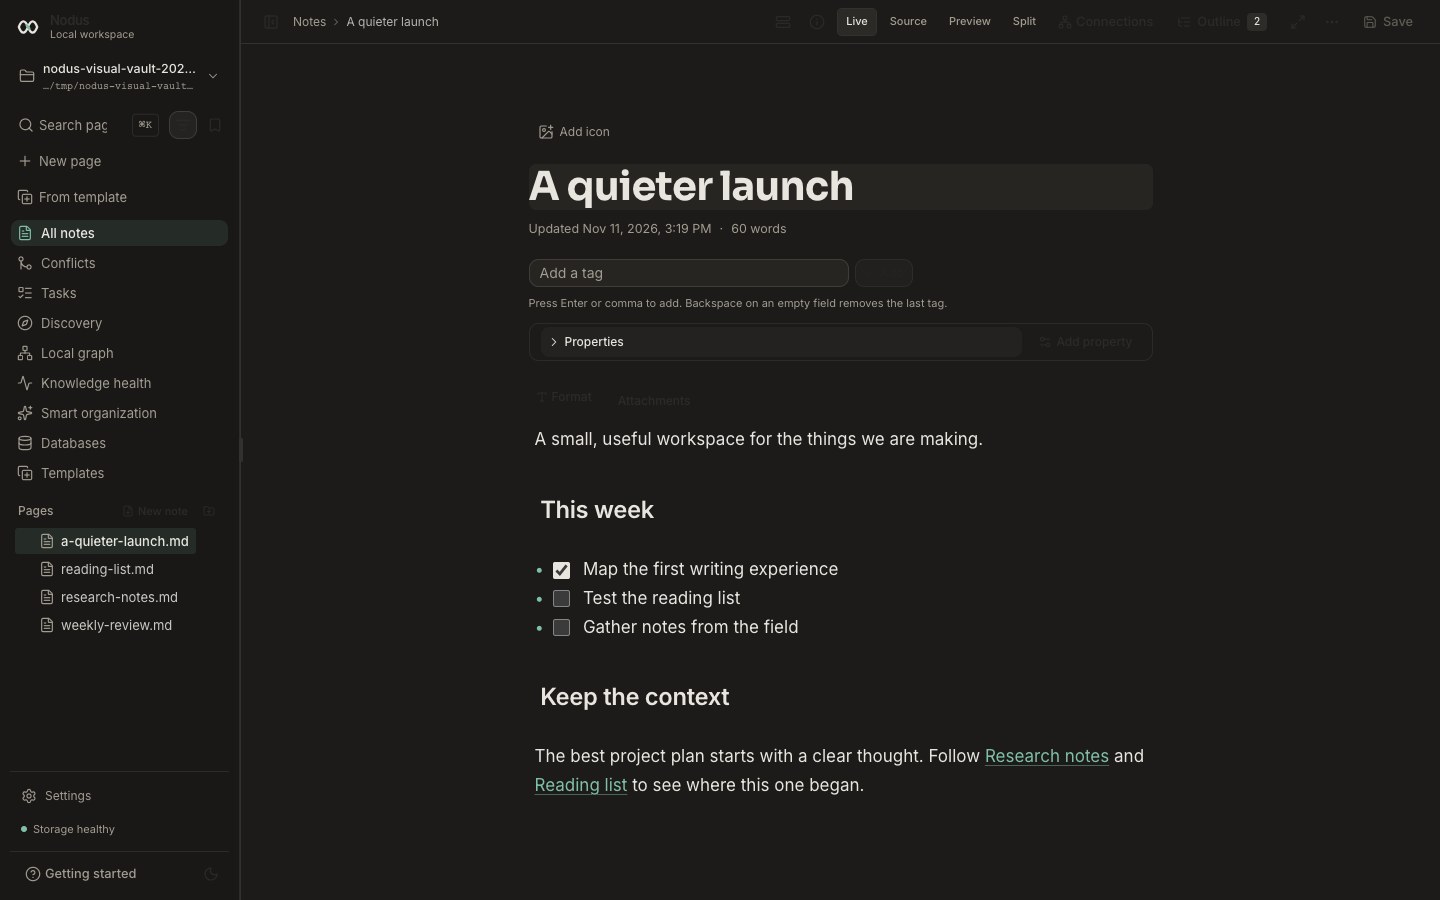 Nodus
Local workspace
nodus-visual-vault-202...
.../tmp/nodus-visual-vault...
Search pag
⌘K
New page
From template
All notes
Conflicts
Tasks
Discovery
Local graph
Knowledge health
Smart organization
Databases
Templates
Pages
New note
a-quieter-launch.md
reading-list.md
research-notes.md
weekly-review.md
Settings
Storage healthy
Getting started
Notes > A quieter launch
Live Source Preview Split Connections Outline 2 ... Save
Add icon
A quieter launch
Updated Nov 11, 2026, 3:19 PM · 60 words
Add a tag
Press Enter or comma to add. Backspace on an empty field removes the last tag.
Properties
Add property
Format Attachments
A small, useful workspace for the things we are making.
This week
• Map the first writing experience
• Test the reading list
• Gather notes from the field
Keep the context
The best project plan starts with a clear thought. Follow Research notes and
Reading list to see where this one began.